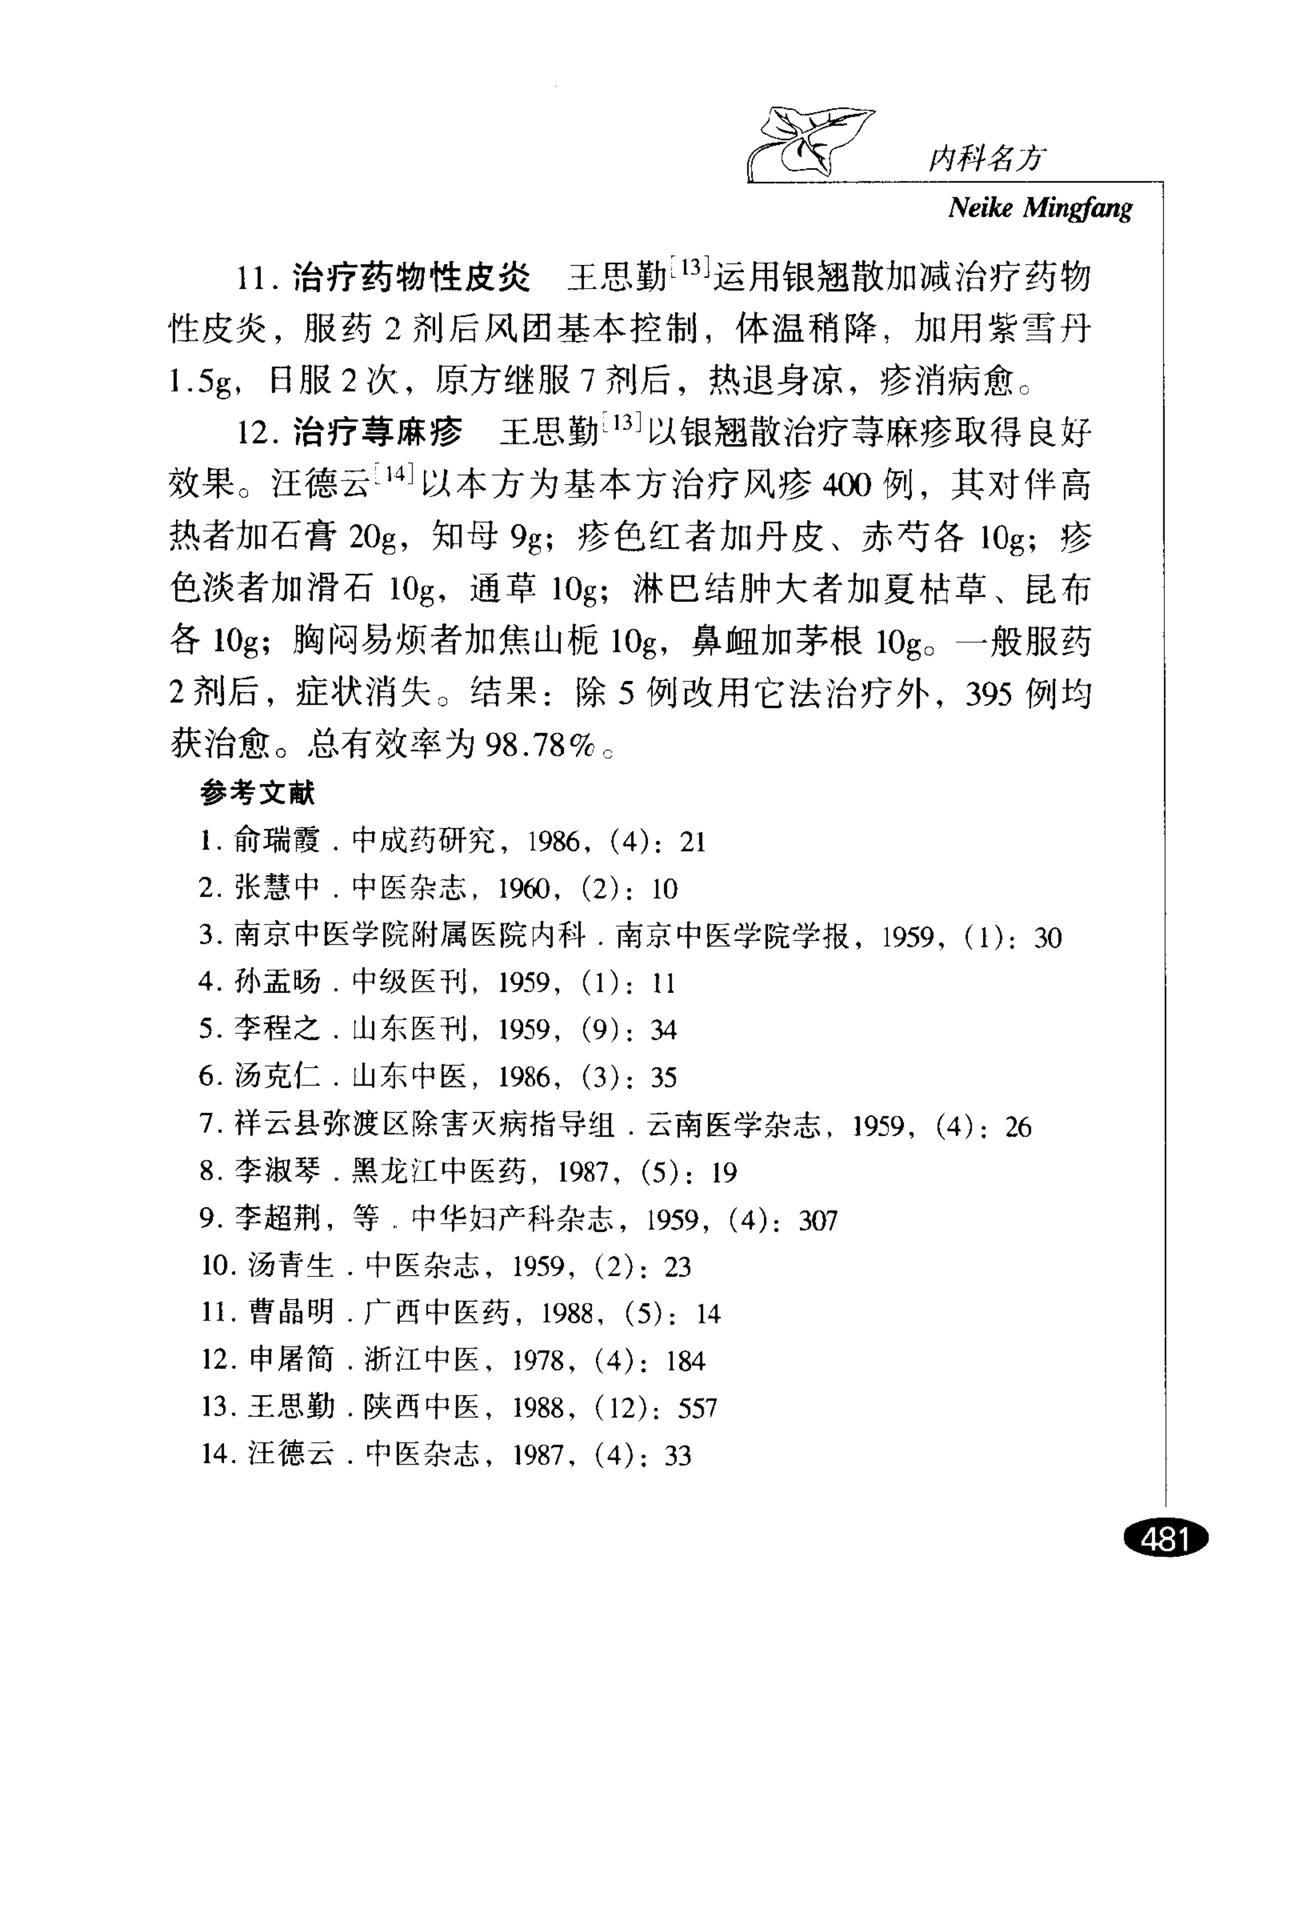 内科名方
Neike Mingfang
11. 治疗药物性皮炎　王思勤[13]运用银翘散加减治疗药物
性皮炎，服药 2 剂后风团基本控制，体温稍降，加用紫雪丹
1.5g，日服 2 次，原方继服 7 剂后，热退身凉，疹消病愈。
12. 治疗荨麻疹　王思勤[13]以银翘散治疗荨麻疹取得良好
效果。汪德云[14]以本方为基本方治疗风疹 400 例，其对伴高
热者加石膏 20g，知母 9g；疹色红者加丹皮、赤芍各 10g；疹
色淡者加滑石 10g，通草 10g；淋巴结肿大者加夏枯草、昆布
各 10g；胸闷易烦者加焦山栀 10g，鼻衄加茅根 10g。一般服药
2 剂后，症状消失。结果：除 5 例改用它法治疗外，395 例均
获治愈。总有效率为 98.78%。
参考文献
1. 俞瑞霞．中成药研究，1986，(4)：21
2. 张慧中．中医杂志，1960，(2)：10
3. 南京中医学院附属医院内科．南京中医学院学报，1959，(1)：30
4. 孙孟旸．中级医刊，1959，(1)：11
5. 李程之．山东医刊，1959，(9)：34
6. 汤克仁．山东中医，1986，(3)：35
7. 祥云县弥渡区除害灭病指导组．云南医学杂志，1959，(4)：26
8. 李淑琴．黑龙江中医药，1987，(5)：19
9. 李超荆，等．中华妇产科杂志，1959，(4)：307
10. 汤青生．中医杂志，1959，(2)：23
11. 曹晶明．广西中医药，1988，(5)：14
12. 申屠简．浙江中医，1978，(4)：184
13. 王思勤．陕西中医，1988，(12)：557
14. 汪德云．中医杂志，1987，(4)：33
481